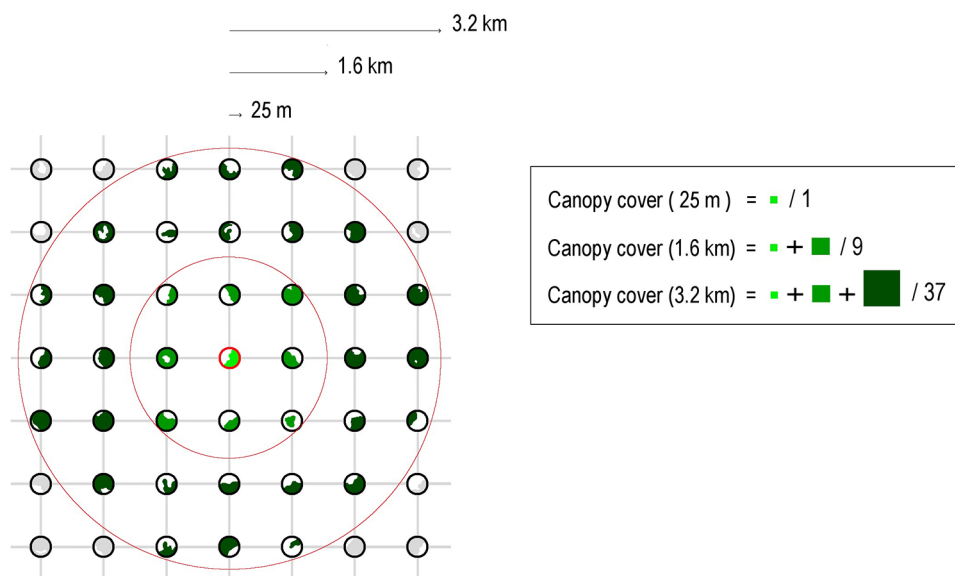 3.2 km
1.6 km
25 m
Canopy cover ( 25 m ) = / 1
Canopy cover (1.6 km) = + / 9
Canopy cover (3.2 km) = + + / 37